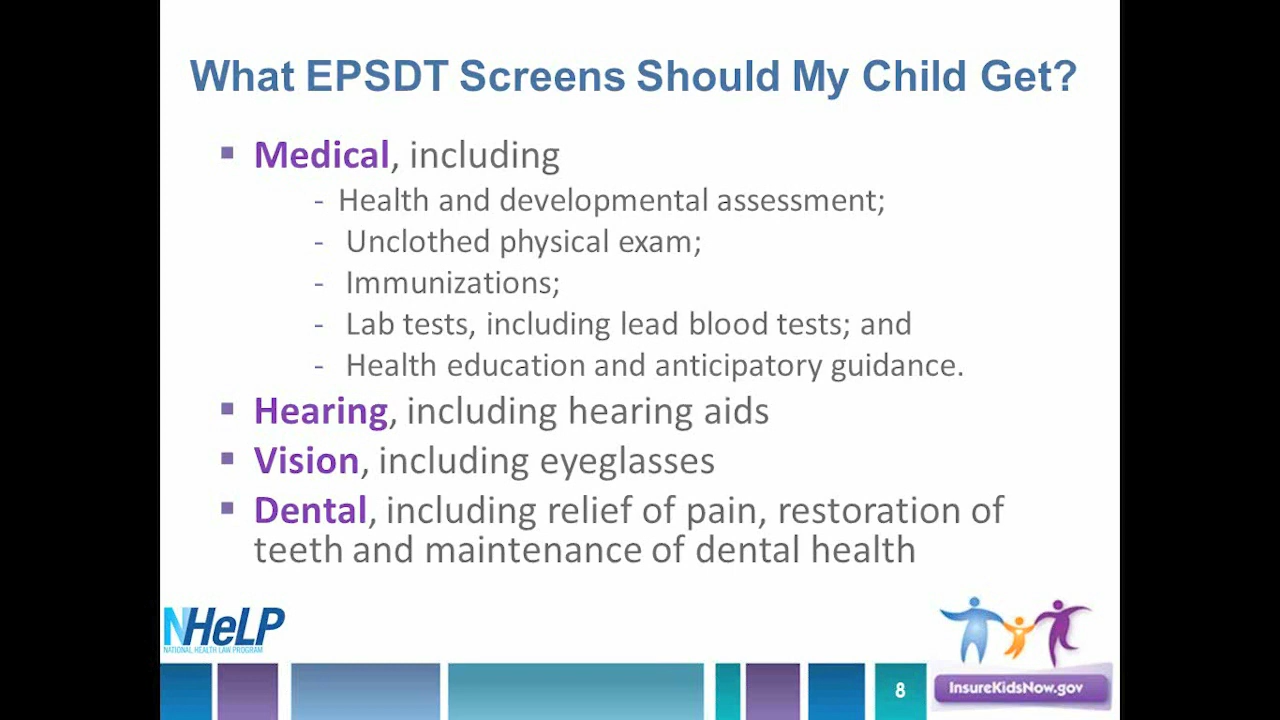 What EPSDT Screens Should My Child Get?
▪ Medical, including
- Health and developmental assessment;
- Unclothed physical exam;
- Immunizations;
- Lab tests, including lead blood tests; and
- Health education and anticipatory guidance.
▪ Hearing, including hearing aids
▪ Vision, including eyeglasses
▪ Dental, including relief of pain, restoration of
teeth and maintenance of dental health
NHeLP
NATIONAL HEALTH LAW PROGRAM
8
InsureKidsNow.gov